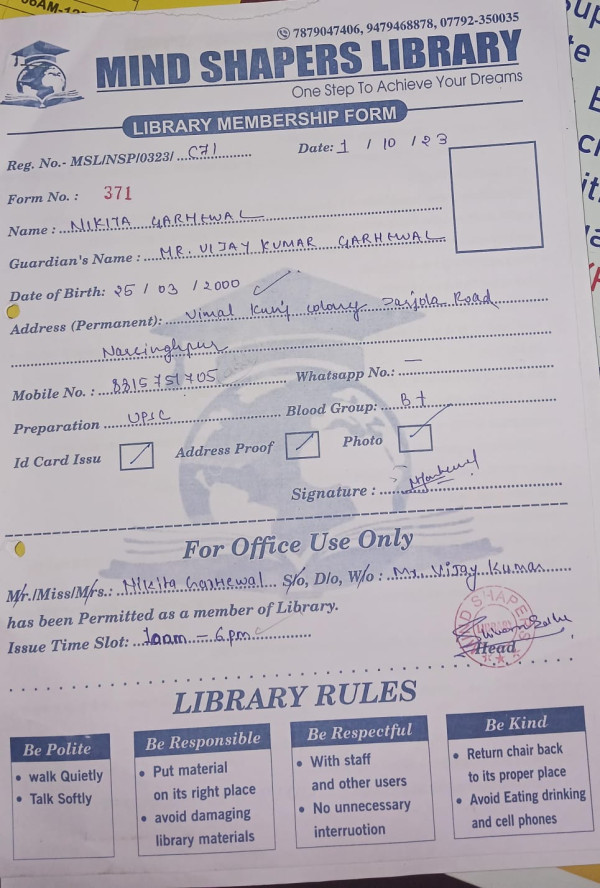 7879047406, 9479468878, 07792-350035
MIND SHAPERS LIBRARY
One Step To Achieve Your Dreams
LIBRARY MEMBERSHIP FORM
Reg. No.- MSL/NSP/0323/ C71 Date: 1 / 10 / 23
Form No. : 371
Name : NIKITA GARHEWAL
Guardian's Name : MR. VIJAY KUMAR GARHEWAL
Date of Birth: 25 / 03 / 2000
Address (Permanent): Vimal Kunj colony Road
Narsinghpur
Mobile No. : 8315751705 Whatsapp No.: —
Preparation UPSC Blood Group: B+
Id Card Issu Address Proof Photo
Signature :
For Office Use Only
Mr./Miss/Mrs.: Nikita Garhewal S/o, D/o, W/o : Mr. Vijay Kumar
has been Permitted as a member of Library.
Issue Time Slot: 10am - 6pm
MIND SHAPERS
Head
LIBRARY RULES
Be Polite
• walk Quietly
• Talk Softly
Be Responsible
• Put material
on its right place
• avoid damaging
library materials
Be Respectful
• With staff
and other users
• No unnecessary
interruotion
Be Kind
• Return chair back
to its proper place
• Avoid Eating drinking
and cell phones